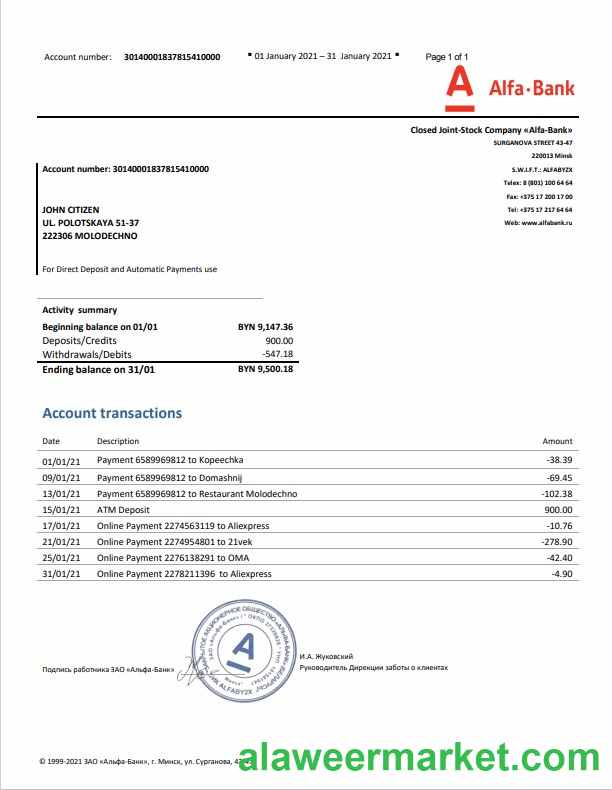 Account number: 30140001837815410000 ▪ 01 January 2021 – 31 January 2021 ▪ Page 1 of 1
Alfa·Bank
Closed Joint-Stock Company «Alfa-Bank»
SURGANOVA STREET 43-47
220013 Minsk
S.W.I.F.T.: ALFABYZX
Telex: 8 (801) 100 64 64
Fax: +375 17 200 17 00
Tel: +375 17 217 64 64
Web: www.alfabank.ru
Account number: 30140001837815410000
JOHN CITIZEN
UL. POLOTSKAYA 51-37
222306 MOLODECHNO
For Direct Deposit and Automatic Payments use
Activity summary
Beginning balance on 01/01 BYN 9,147.36
Deposits/Credits 900.00
Withdrawals/Debits -547.18
Ending balance on 31/01 BYN 9,500.18
Account transactions
Date Description Amount
01/01/21 Payment 6589969812 to Kopeechka -38.39
09/01/21 Payment 6589969812 to Domashnij -69.45
13/01/21 Payment 6589969812 to Restaurant Molodechno -102.38
15/01/21 ATM Deposit 900.00
17/01/21 Online Payment 2274563119 to Aliexpress -10.76
21/01/21 Online Payment 2274954801 to 21vek -278.90
25/01/21 Online Payment 2276138291 to OMA -42.40
31/01/21 Online Payment 2278211396 to Aliexpress -4.90
АКЦИОНЕРНОЕ ОБЩЕСТВО «АЛЬФА-БАНК»
ALFABYZX
Подпись работника ЗАО «Альфа-Банк»
И.А. Жуковский
Руководитель Дирекции заботы о клиентах
© 1999-2021 ЗАО «Альфа-Банк», г. Минск, ул. Сурганова,
alaweermarket.com